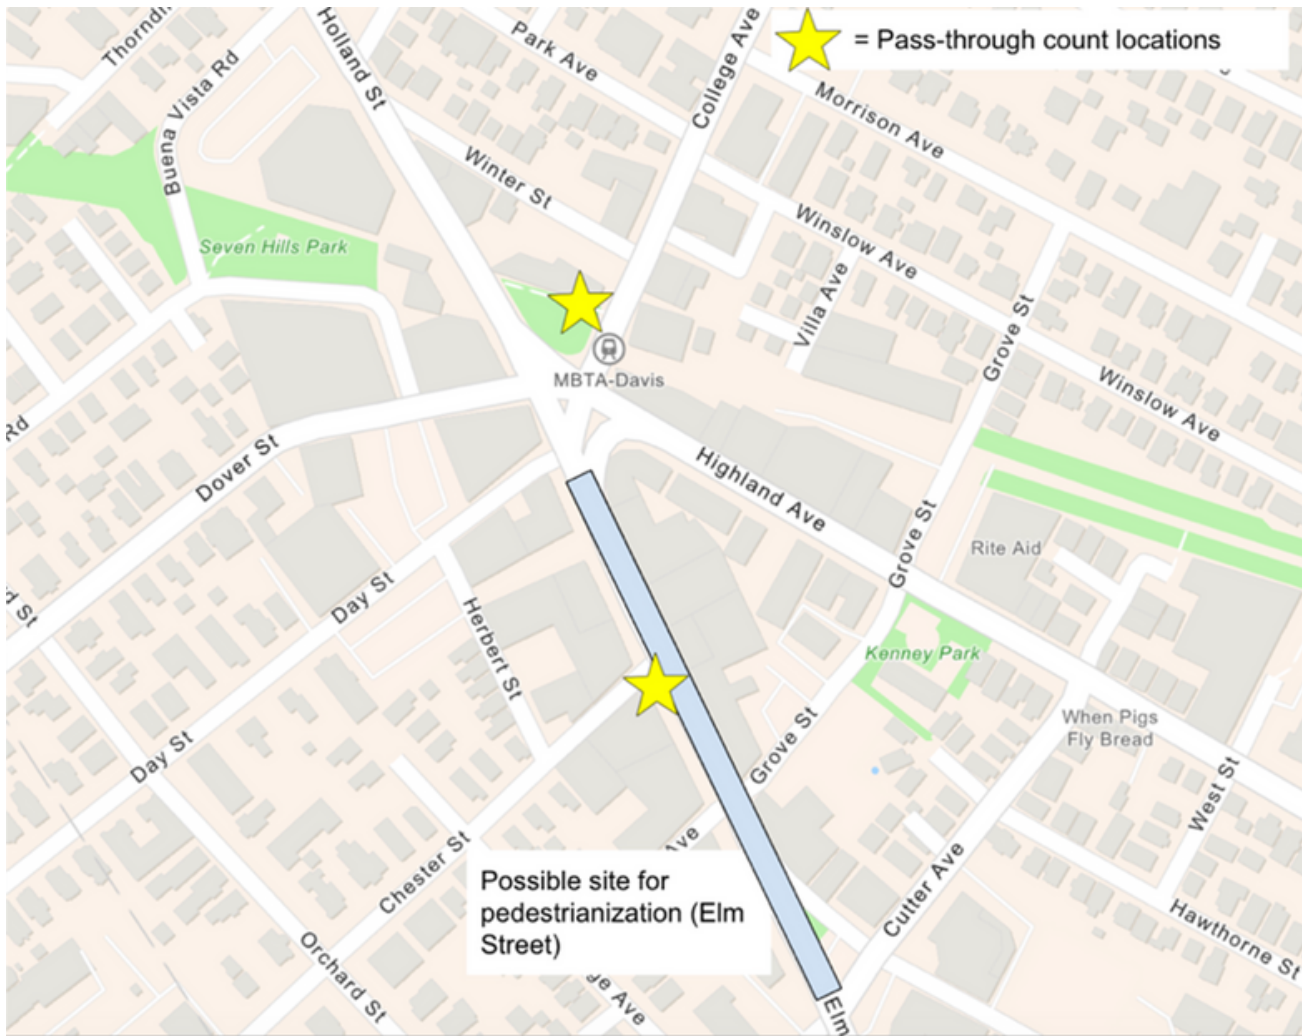 = Pass-through count locations
Holland St
Buena Vista Rd
Park Ave
College Ave
Morrison Ave
Winter St
Winslow Ave
Seven Hills Park
Villa Ave
Grove St
MBTA-Davis
Winslow Ave
Rd
Dover St
Highland Ave
Grove St
Rite Aid
Day St
Herbert St
Kenney Park
When Pigs
Fly Bread
Day St
Grove St
West St
Chester St
Ave
Cutter Ave
Possible site for
pedestrianization (Elm
Street)
Hawthorne St
Orchard St
ge Ave
Elm